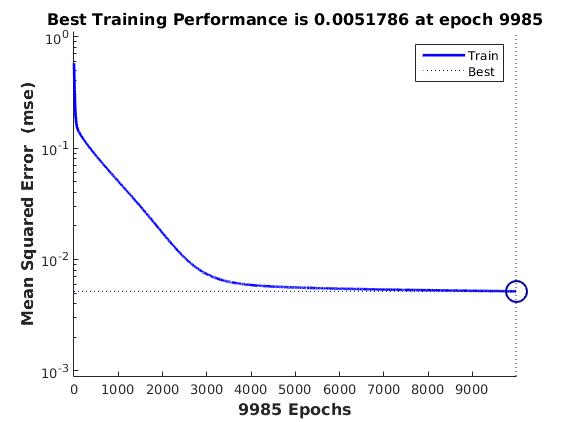 Best Training Performance is 0.0051786 at epoch 9985
10^0
Train
Best
10^-1
Mean Squared Error  (mse)
10^-2
10^-3
0 1000 2000 3000 4000 5000 6000 7000 8000 9000
9985 Epochs